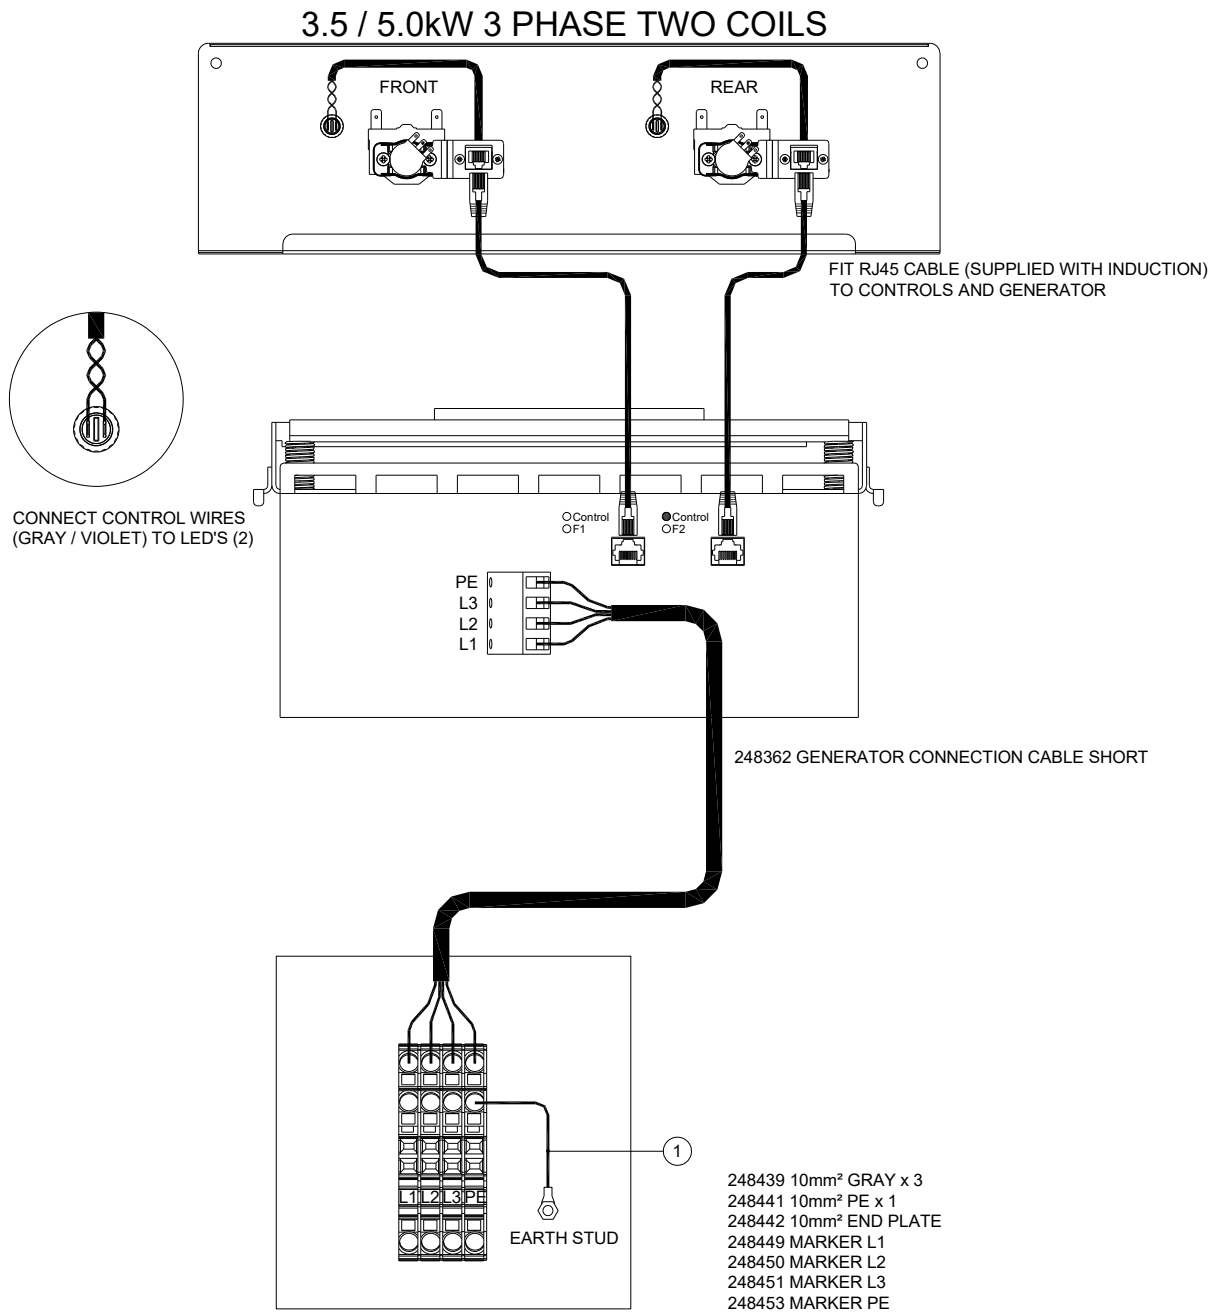 3.5 / 5.0kW 3 PHASE TWO COILS
FRONT
REAR
FIT RJ45 CABLE (SUPPLIED WITH INDUCTION)
TO CONTROLS AND GENERATOR
CONNECT CONTROL WIRES
(GRAY / VIOLET) TO LED'S (2)
Control
F1
Control
F2
PE
L3
L2
L1
248362 GENERATOR CONNECTION CABLE SHORT
1
L1 L2 L3 PE
EARTH STUD
248439 10mm² GRAY x 3
248441 10mm² PE x 1
248442 10mm² END PLATE
248449 MARKER L1
248450 MARKER L2
248451 MARKER L3
248453 MARKER PE